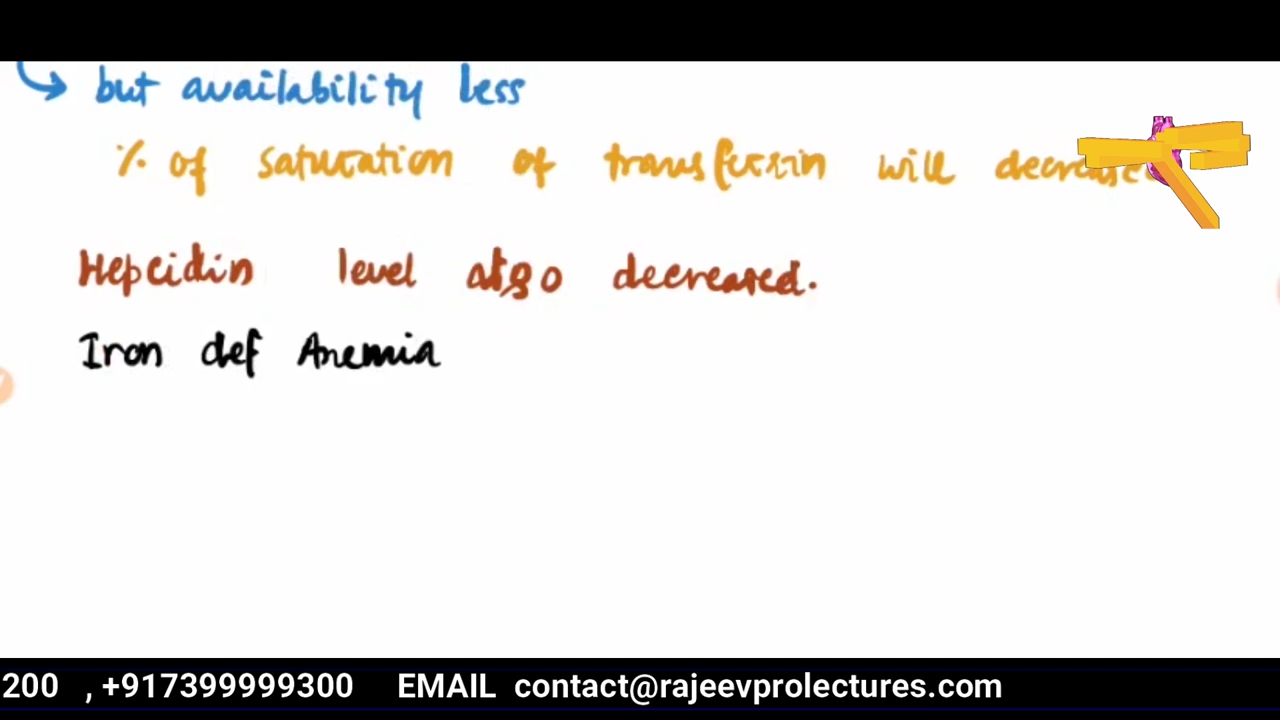 but availability less
% of saturation of transferrin will decrease
Hepcidin level also decreased.
Iron def Anemia
200 , +917399999300 EMAIL contact@rajeevprolectures.com